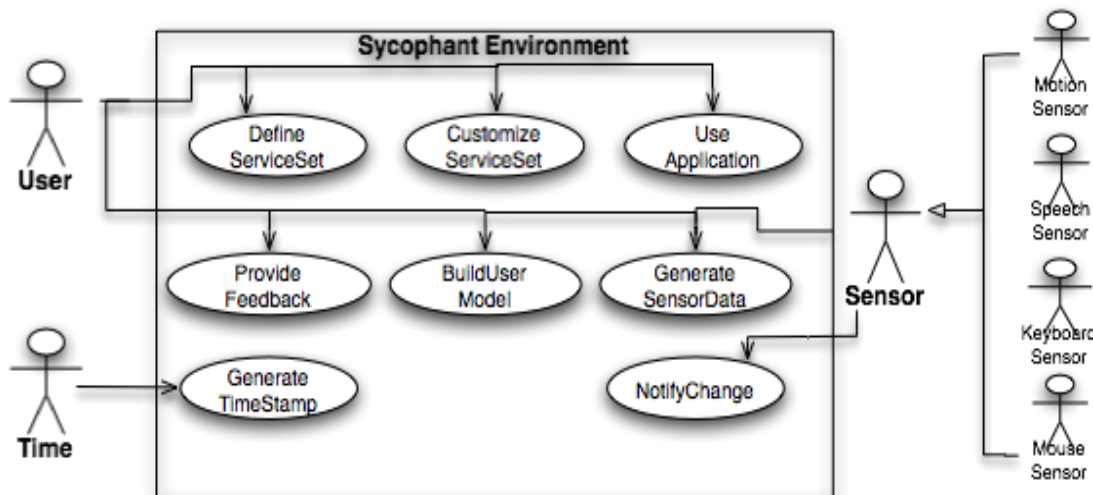 Sycophant Environment
Define
ServiceSet
Customize
ServiceSet
Use
Application
User
Provide
Feedback
BuildUser
Model
Generate
SensorData
Sensor
Generate
TimeStamp
NotifyChange
Time
Motion
Sensor
Speech
Sensor
Keyboard
Sensor
Mouse
Sensor